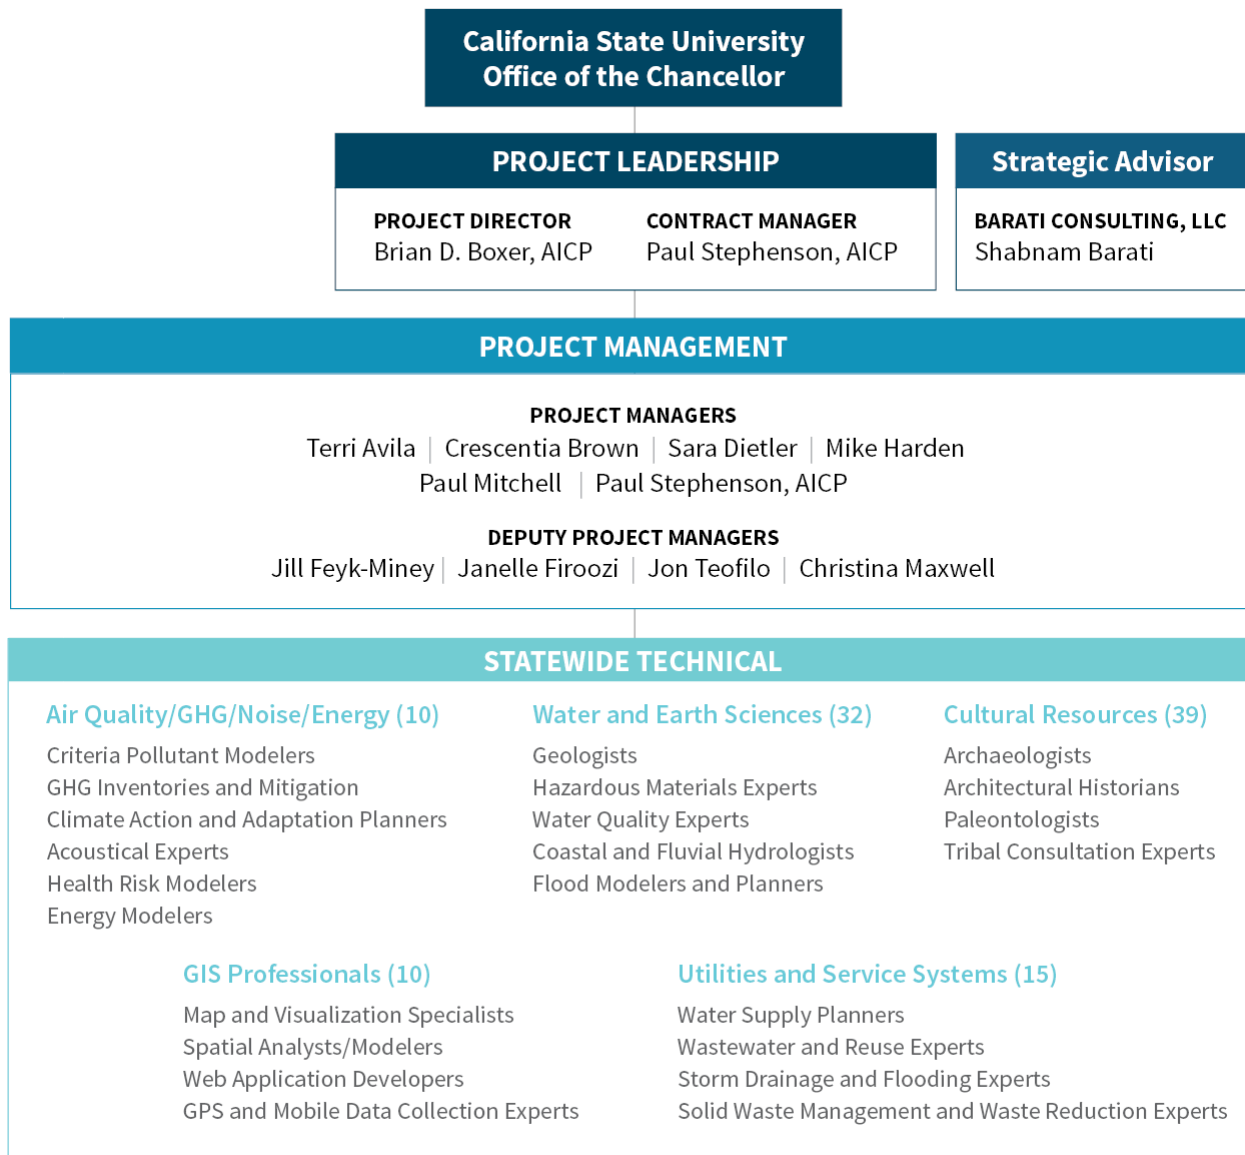 California State University
Office of the Chancellor
PROJECT LEADERSHIP
PROJECT DIRECTOR
Brian D. Boxer, AICP
CONTRACT MANAGER
Paul Stephenson, AICP
Strategic Advisor
BARATI CONSULTING, LLC
Shabnam Barati
PROJECT MANAGEMENT
PROJECT MANAGERS
Terri Avila | Crescentia Brown | Sara Dietler | Mike Harden
Paul Mitchell | Paul Stephenson, AICP
DEPUTY PROJECT MANAGERS
Jill Feyk-Miney | Janelle Firoozi | Jon Teofilo | Christina Maxwell
STATEWIDE TECHNICAL
Air Quality/GHG/Noise/Energy (10)
Criteria Pollutant Modelers
GHG Inventories and Mitigation
Climate Action and Adaptation Planners
Acoustical Experts
Health Risk Modelers
Energy Modelers
Water and Earth Sciences (32)
Geologists
Hazardous Materials Experts
Water Quality Experts
Coastal and Fluvial Hydrologists
Flood Modelers and Planners
Cultural Resources (39)
Archaeologists
Architectural Historians
Paleontologists
Tribal Consultation Experts
GIS Professionals (10)
Map and Visualization Specialists
Spatial Analysts/Modelers
Web Application Developers
GPS and Mobile Data Collection Experts
Utilities and Service Systems (15)
Water Supply Planners
Wastewater and Reuse Experts
Storm Drainage and Flooding Experts
Solid Waste Management and Waste Reduction Experts